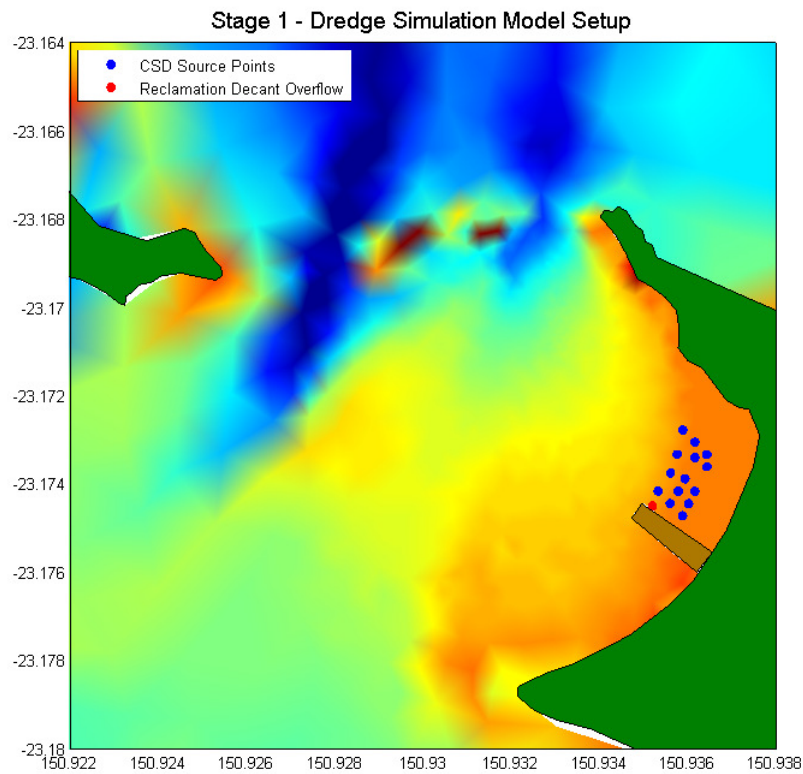 Stage 1 - Dredge Simulation Model Setup
CSD Source Points
Reclamation Decant Overflow
-23.164
-23.166
-23.168
-23.17
-23.172
-23.174
-23.176
-23.178
-23.18
150.922 150.924 150.926 150.928 150.93 150.932 150.934 150.936 150.938